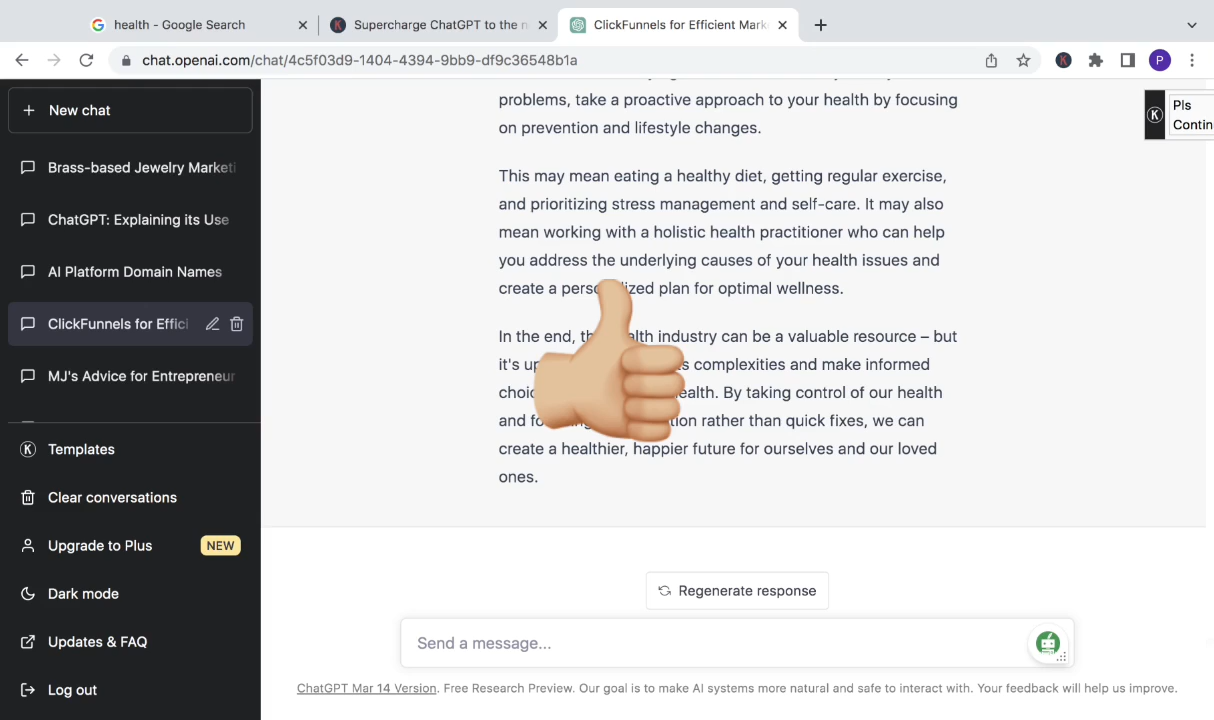 health - Google Search
Supercharge ChatGPT to the n
ClickFunnels for Efficient Mark
chat.openai.com/chat/4c5f03d9-1404-4394-9bb9-df9c36548b1a
P
New chat
Brass-based Jewelry Marketi
ChatGPT: Explaining its Use
AI Platform Domain Names
ClickFunnels for Effici
MJ's Advice for Entrepreneur
K Templates
Clear conversations
Upgrade to Plus NEW
Dark mode
Updates & FAQ
Log out
problems, take a proactive approach to your health by focusing
on prevention and lifestyle changes.
This may mean eating a healthy diet, getting regular exercise,
and prioritizing stress management and self-care. It may also
mean working with a holistic health practitioner who can help
you address the underlying causes of your health issues and
create a perso ized plan for optimal wellness.
In the end, th alth industry can be a valuable resource – but
it's up s complexities and make informed
choic ealth. By taking control of our health
and fo tion rather than quick fixes, we can
create a healthier, happier future for ourselves and our loved
ones.
K Pls
Contin
Regenerate response
Send a message...
ChatGPT Mar 14 Version. Free Research Preview. Our goal is to make AI systems more natural and safe to interact with. Your feedback will help us improve.